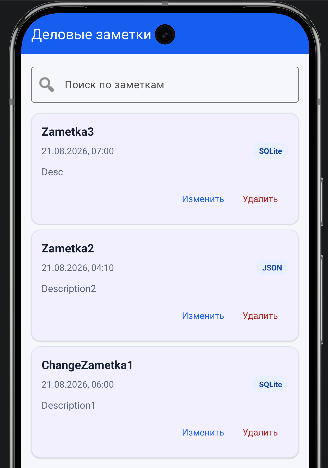 Деловые заметки
Поиск по заметкам
Zametka3
21.08.2026, 07:00 SQLite
Desc
Изменить Удалить
Zametka2
21.08.2026, 04:10 JSON
Description2
Изменить Удалить
ChangeZametka1
21.08.2026, 06:00 SQLite
Description1
Изменить Удалить